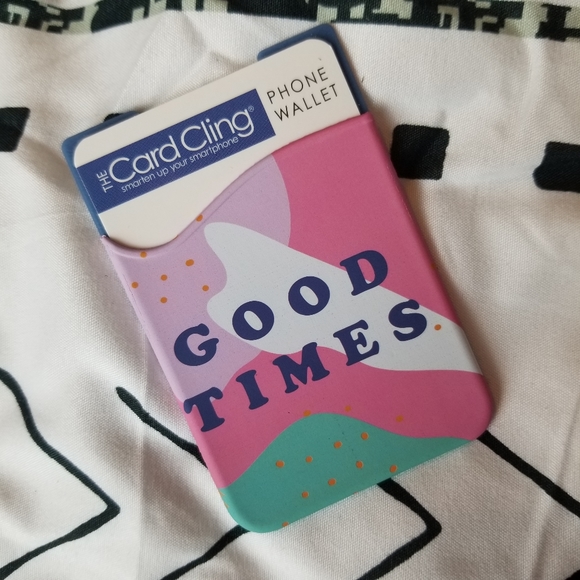 THE Card Cling®
smarten up your smartphone
PHONE
WALLET
GOOD
TIMES